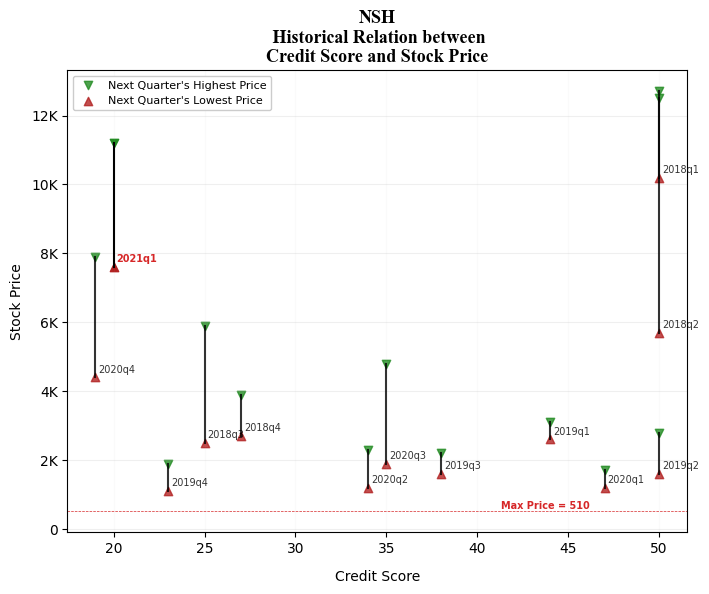 NSH
Historical Relation between
Credit Score and Stock Price
Next Quarter's Highest Price
Next Quarter's Lowest Price
12K
10K
8K
6K
4K
2K
0
Stock Price
2018q1
2021q1
2018q2
2020q4
2018q3
2018q4
2019q1
2020q3
2019q3
2019q2
2019q4
2020q2
2020q1
Max Price = 510
20
25
30
35
40
45
50
Credit Score